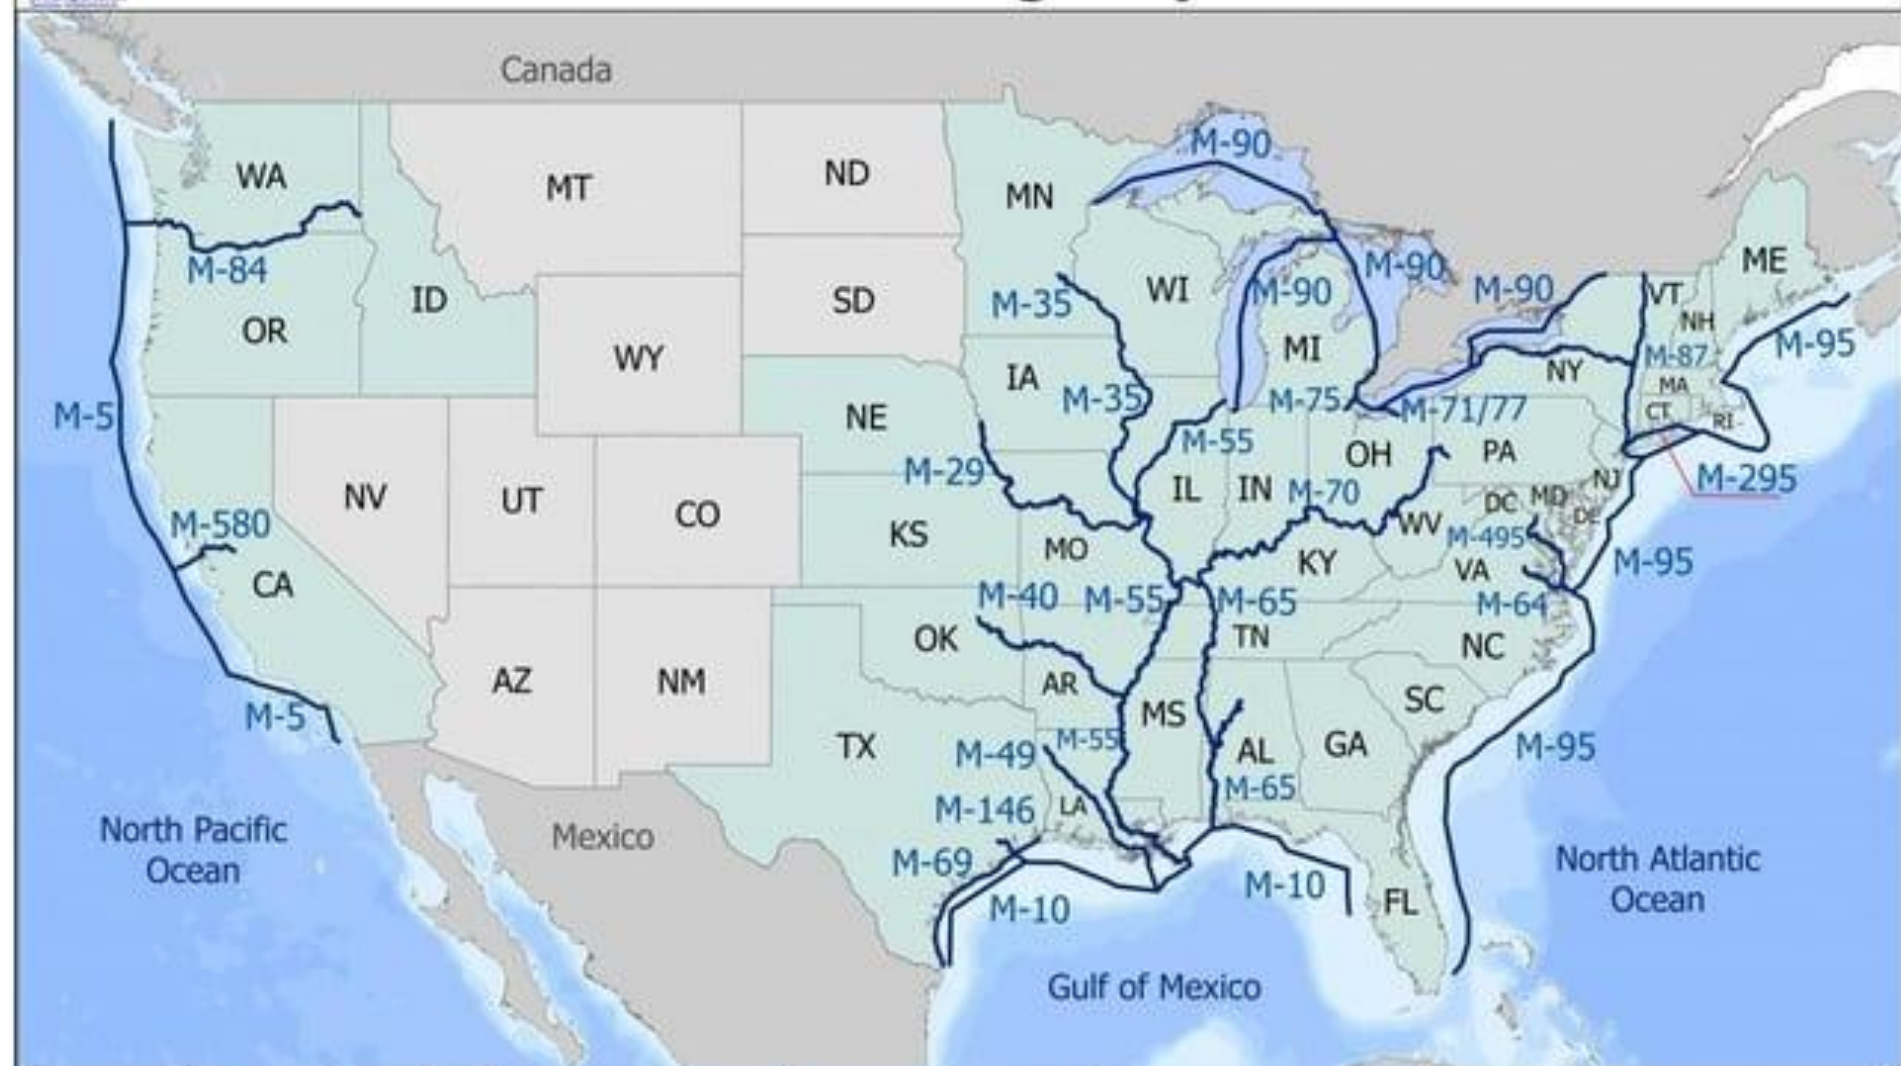 Canada
M-90
WA
MT
ND
MN
M-84
ID
M-35
WI
M-90
M-90
M-90
VT
ME
OR
SD
NH
WY
MI
M-87
M-95
IA
NY
MA
M-5
NE
M-35
M-75
M-71/77
CT
RI
M-55
OH
PA
M-29
NV
UT
CO
IL
IN
M-70
DC
MD
NJ
M-295
DE
M-580
KS
MO
WV
M-495
CA
KY
VA
M-95
M-40
M-55
M-65
M-64
OK
TN
NC
AZ
NM
AR
SC
M-5
MS
TX
M-49
M-55
AL
GA
M-95
M-65
M-146
LA
North Pacific
Ocean
Mexico
M-69
M-10
M-10
FL
North Atlantic
Ocean
Gulf of Mexico